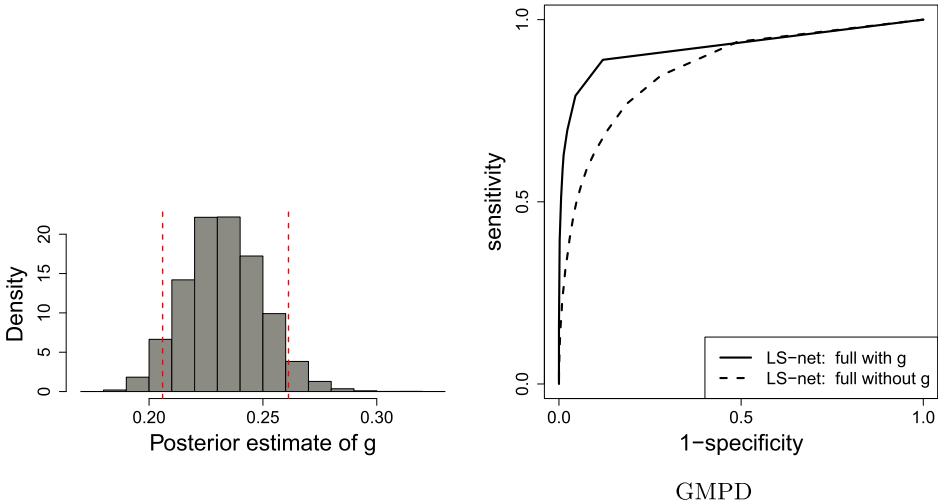 Density
0
5
10
15
20
0.20 0.25 0.30
Posterior estimate of g
sensitivity
0.0
0.5
1.0
LS−net: full with g
LS−net: full without g
0.0 0.5 1.0
1−specificity
GMPD